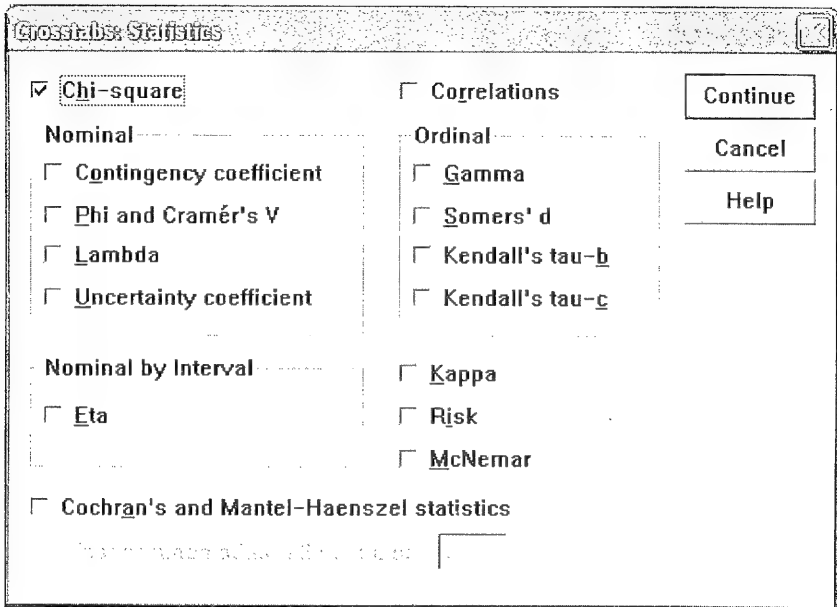 Crosstabs: Statistics
Chi-square
Correlations
Continue
Cancel
Help
Nominal
Contingency coefficient
Phi and Cramér's V
Lambda
Uncertainty coefficient
Ordinal
Gamma
Somers' d
Kendall's tau-b
Kendall's tau-c
Nominal by Interval
Eta
Kappa
Risk
McNemar
Cochran's and Mantel-Haenszel statistics